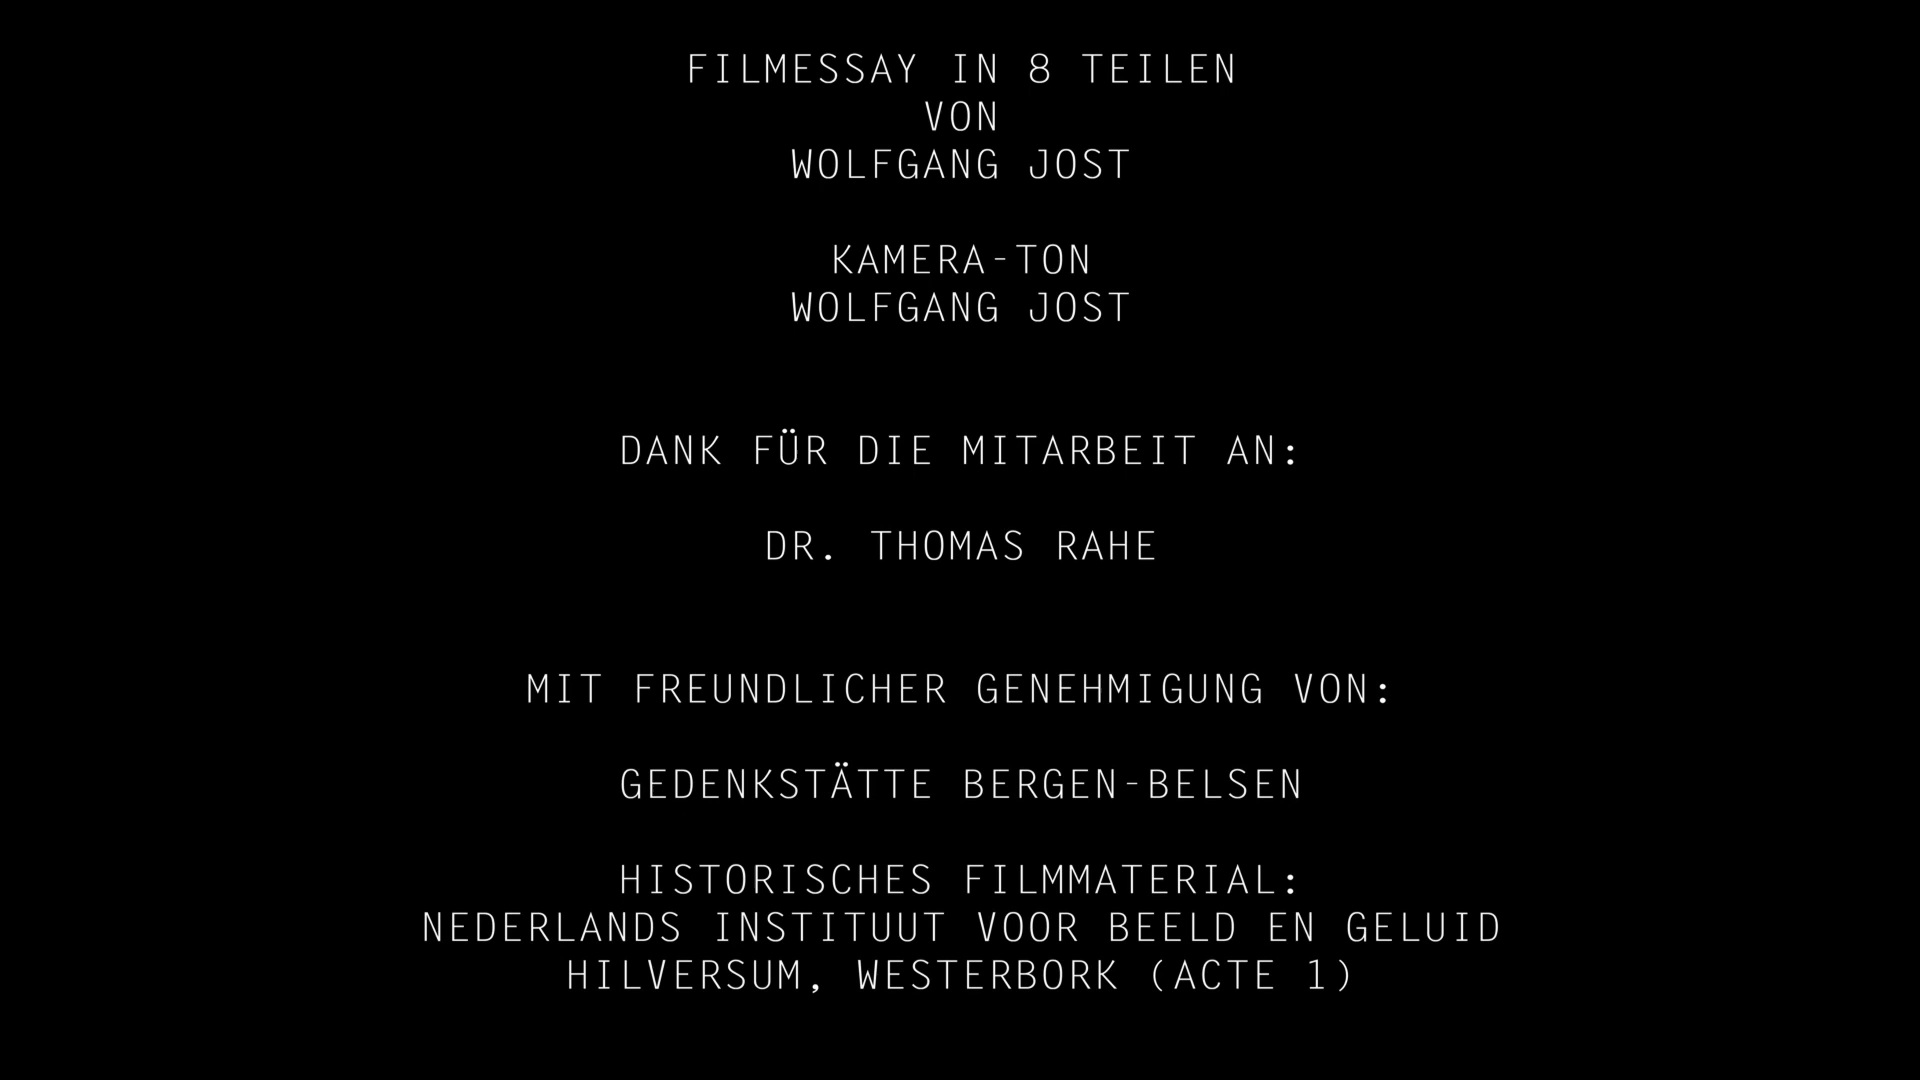 FILMESSAY IN 8 TEILEN
VON
WOLFGANG JOST
KAMERA-TON
WOLFGANG JOST
DANK FÜR DIE MITARBEIT AN:
DR. THOMAS RAHE
MIT FREUNDLICHER GENEHMIGUNG VON:
GEDENKSTÄTTE BERGEN-BELSEN
HISTORISCHES FILMMATERIAL:
NEDERLANDS INSTITUUT VOOR BEELD EN GELUID
HILVERSUM, WESTERBORK (ACTE 1)